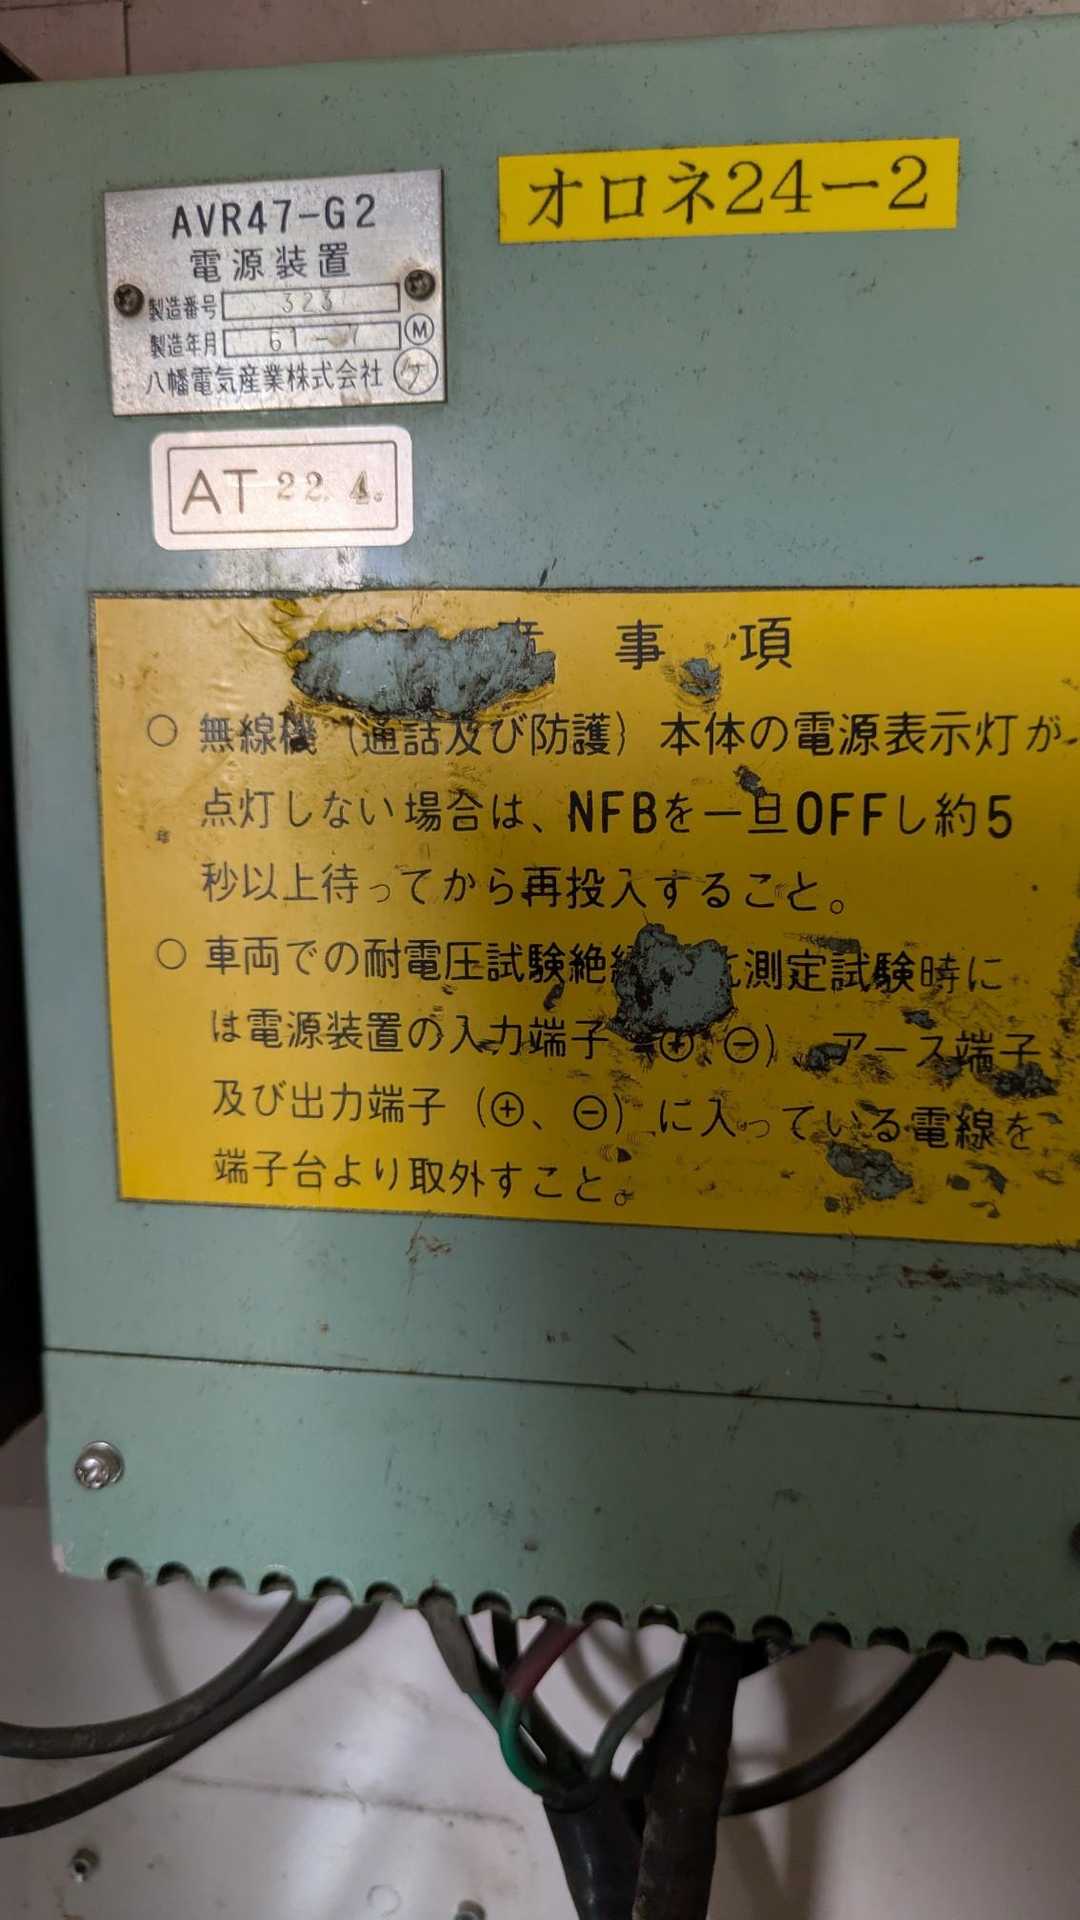 オロネ24-2
AVR47-G2
電源装置
製造番号 323
製造年月 61-7
M
八幡電気産業株式会社 ケ
AT 22.4.
事項
○ 無線機(通話及び防護)本体の電源表示灯が
点灯しない場合は、NFBを一旦OFFし約5
秒以上待ってから再投入すること。
○ 車両での耐電圧試験絶 測定試験時に
は電源装置の入力端子 ⊕、⊖)、アース端子
及び出力端子(⊕、⊖)に入っている電線を
端子台より取外すこと。